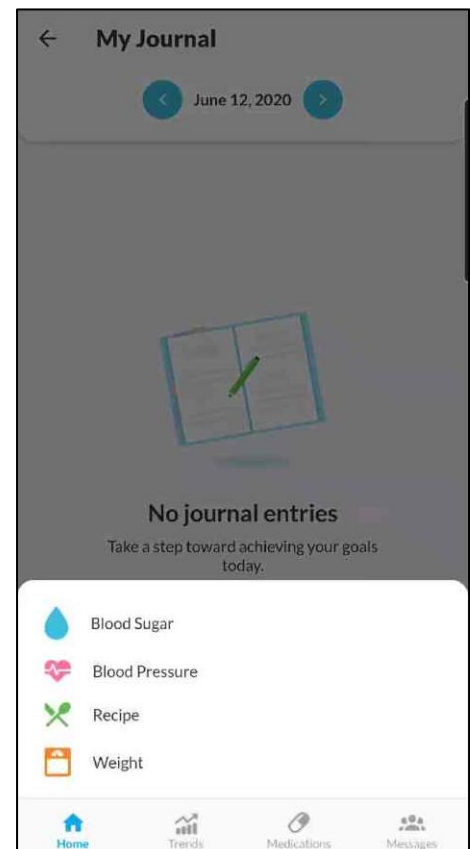 My Journal
June 12, 2020
No journal entries
Take a step toward achieving your goals
today.
Blood Sugar
Blood Pressure
Recipe
Weight
Home Trends Medications Messages